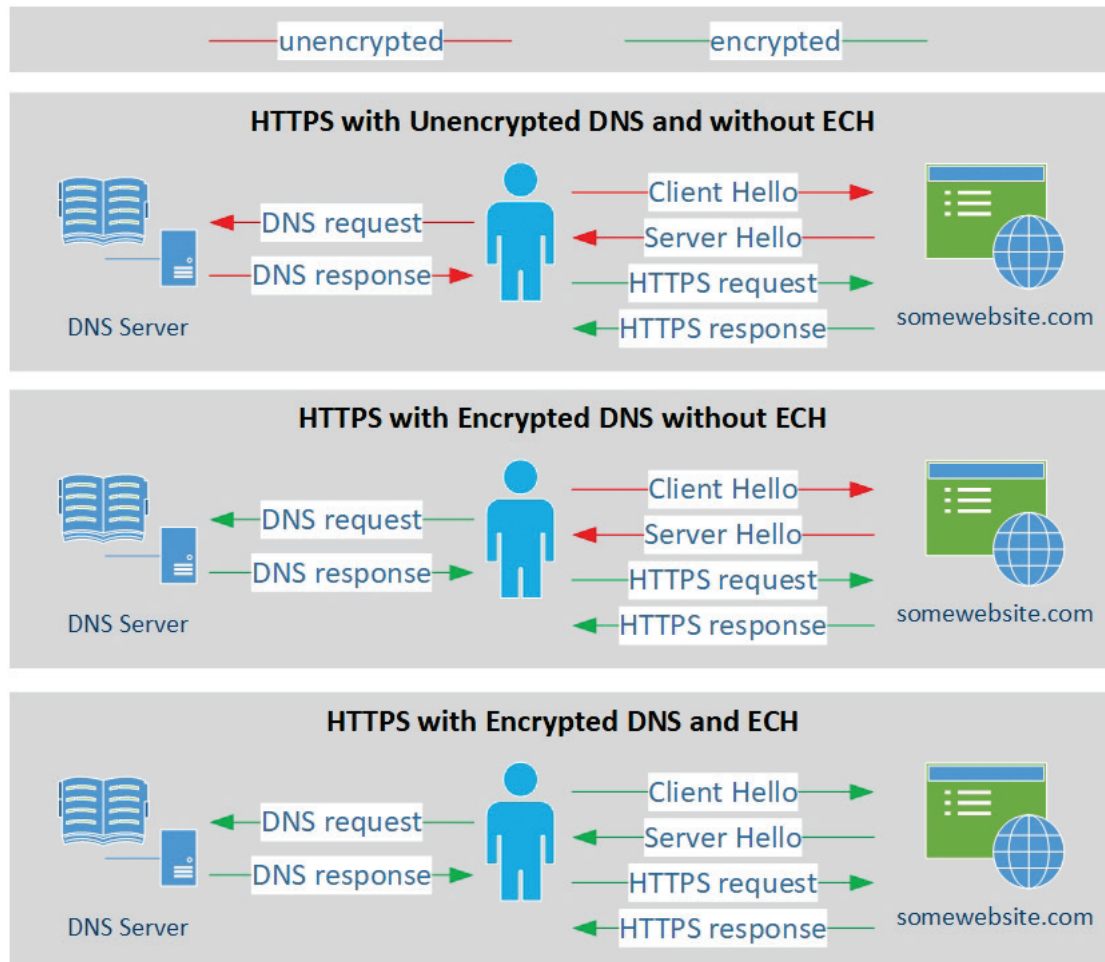 unencrypted encrypted
HTTPS with Unencrypted DNS and without ECH
DNS request
DNS response
DNS Server
Client Hello
Server Hello
HTTPS request
HTTPS response
somewebsite.com
HTTPS with Encrypted DNS without ECH
DNS request
DNS response
DNS Server
Client Hello
Server Hello
HTTPS request
HTTPS response
somewebsite.com
HTTPS with Encrypted DNS and ECH
DNS request
DNS response
DNS Server
Client Hello
Server Hello
HTTPS request
HTTPS response
somewebsite.com